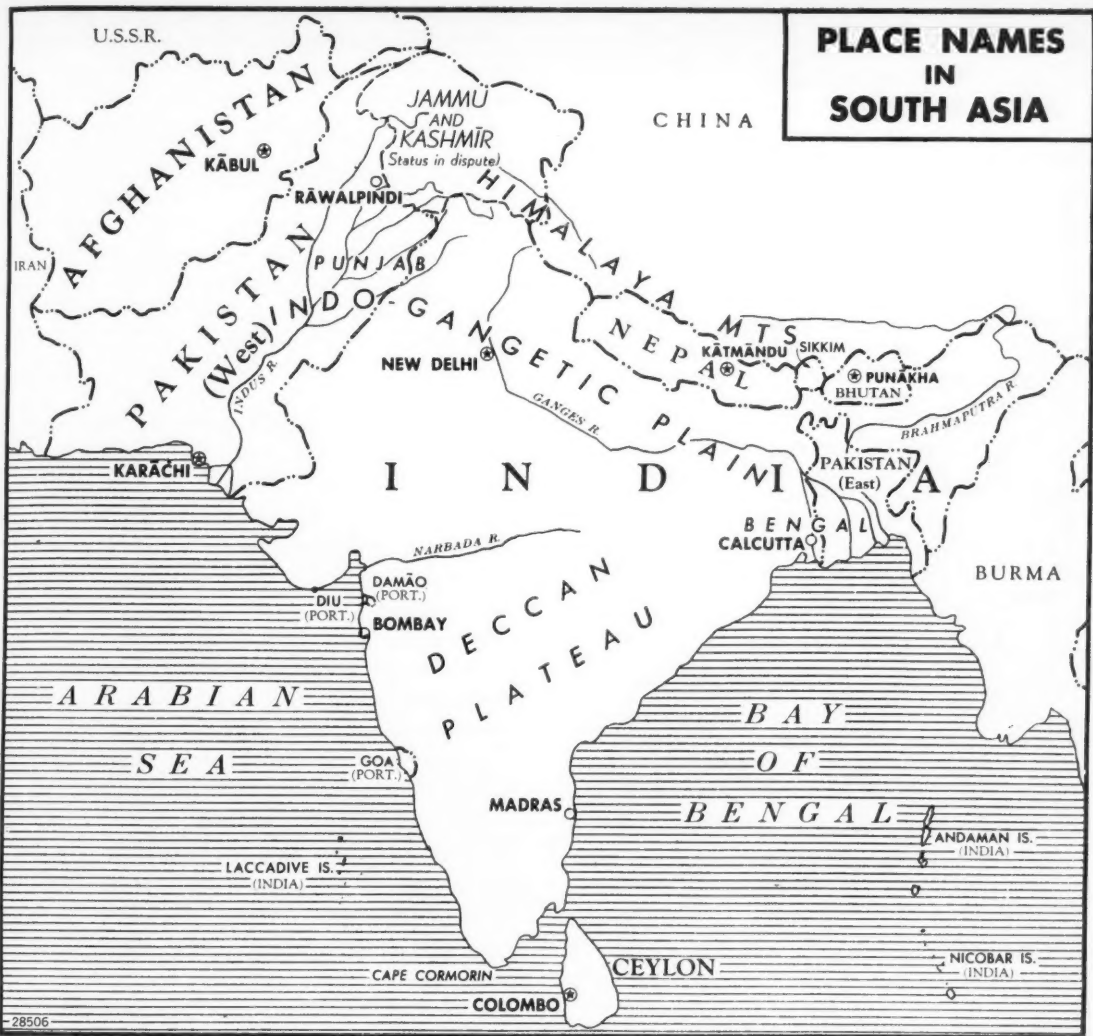 PLACE NAMES
IN
SOUTH ASIA
U.S.S.R.
AFGHANISTAN
KĀBUL
JAMMU
AND
KASHMĪR
(Status in dispute)
CHINA
RĀWALPINDI
HIMALAYA MTS
IRAN
PUNJAB
PAKISTAN
(West)
INDO-GANGETIC PLAIN
INDUS R.
NEW DELHI
NEPAL
KĀTMĀNDU
SIKKIM
PUNĀKHA
BHUTAN
GANGES R.
BRAHMAPUTRA R.
KARĀCHI
INDIA
PAKISTAN
(East)
BENGAL
CALCUTTA
NARBADA R.
BURMA
DAMÃO
(PORT.)
DIU
(PORT.)
BOMBAY
DECCAN
PLATEAU
ARABIAN
SEA
BAY
OF
BENGAL
GOA
(PORT.)
MADRAS
ANDAMAN IS.
(INDIA)
LACCADIVE IS.
(INDIA)
NICOBAR IS.
(INDIA)
CAPE CORMORIN
CEYLON
COLOMBO
28506